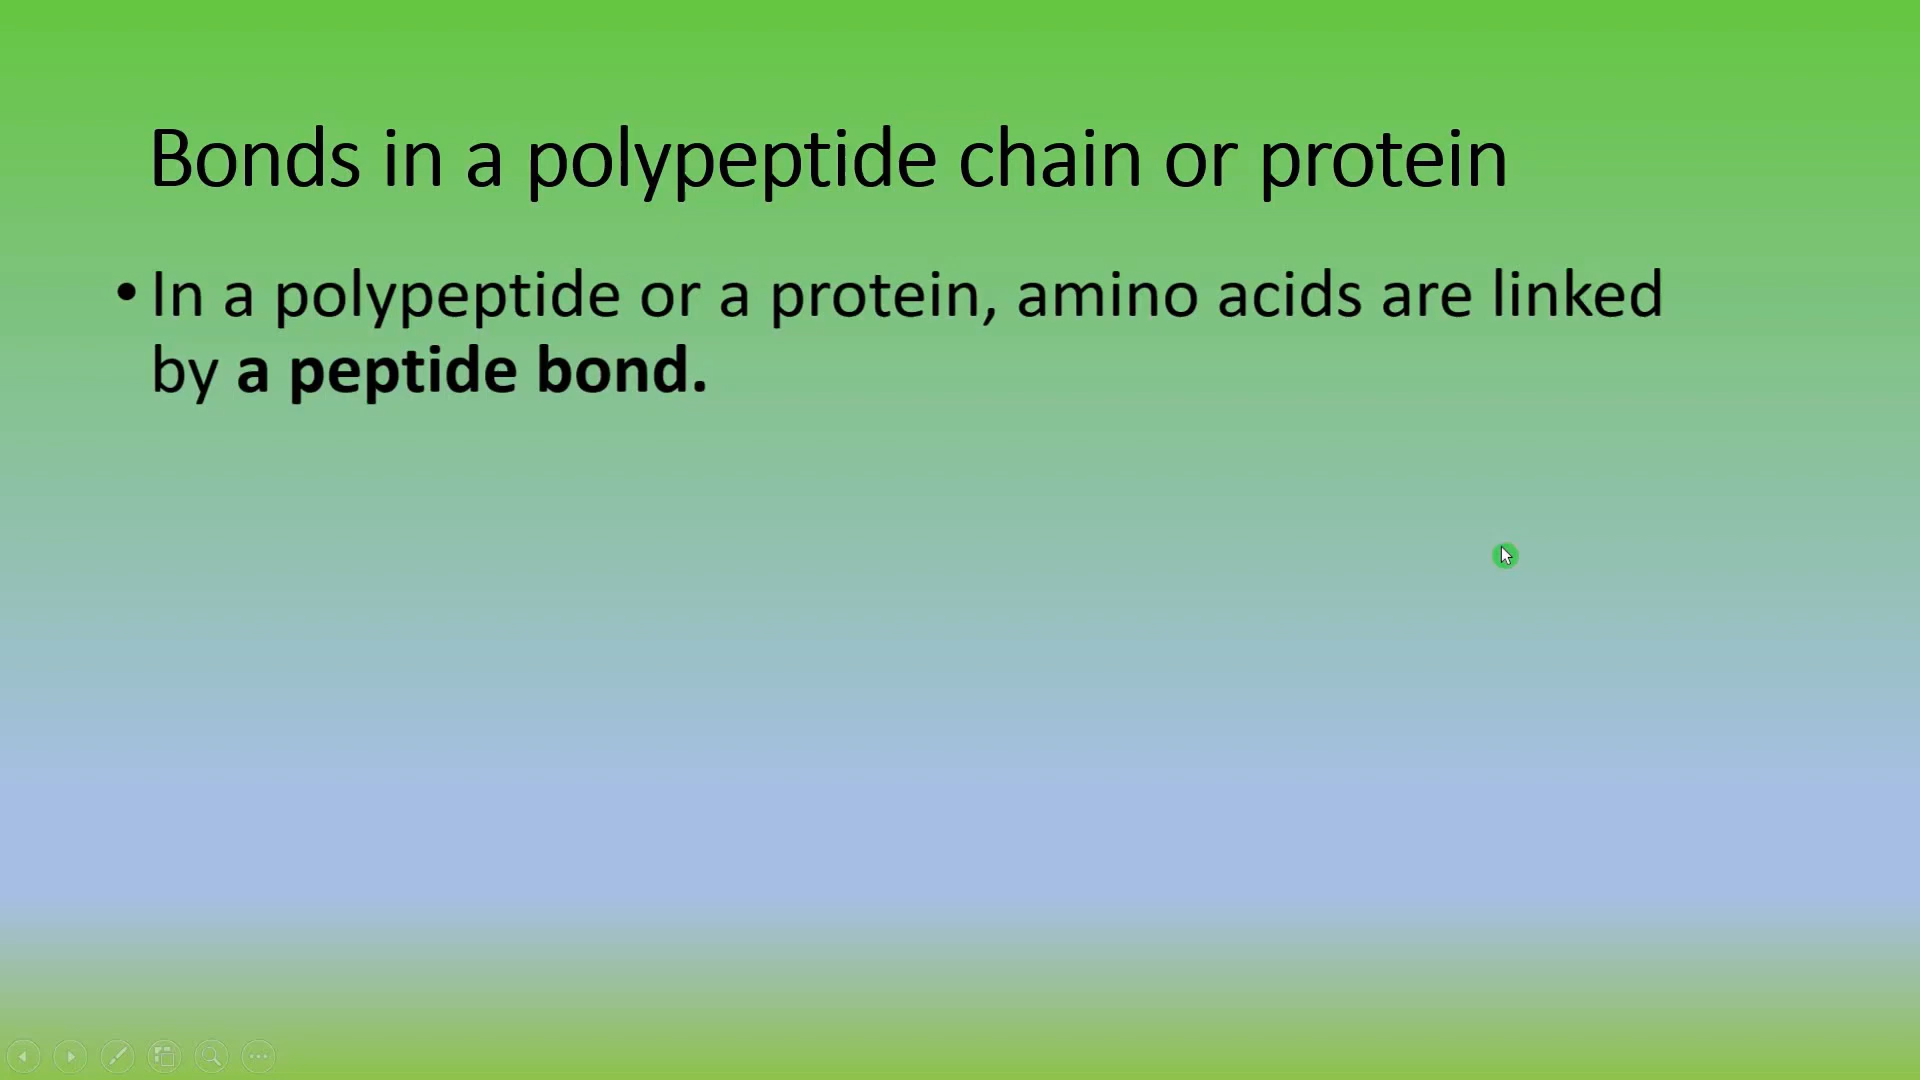 Bonds in a polypeptide chain or protein
• In a polypeptide or a protein, amino acids are linked
by a peptide bond.